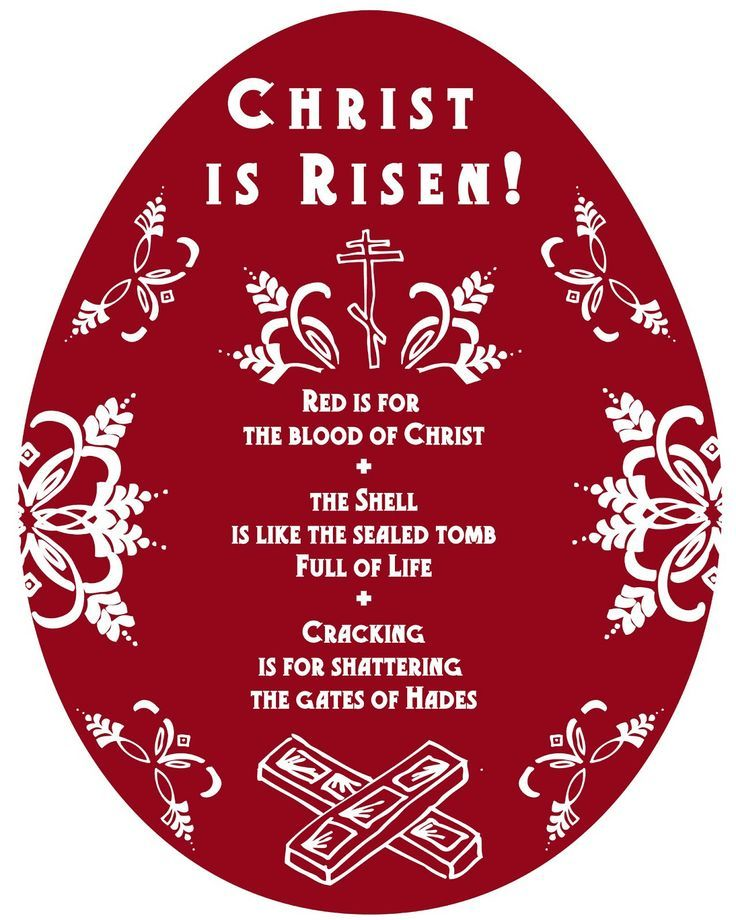 Christ
is Risen!
Red is for
the blood of Christ
+
the Shell
is like the sealed tomb
Full of Life
+
Cracking
is for shattering
the gates of Hades